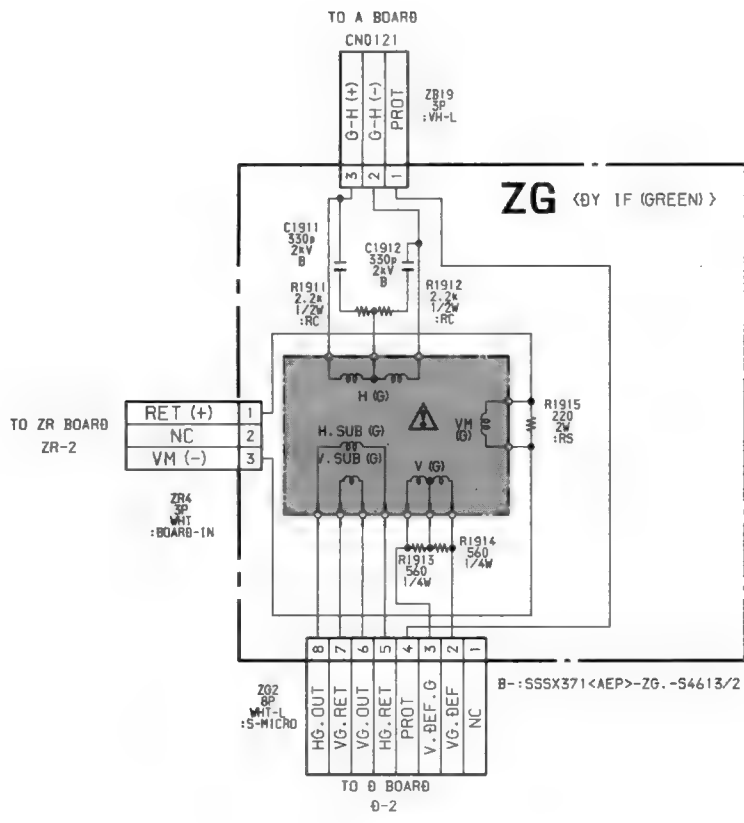 TO A BOARD
CN0121
G-H (+)
G-H (-)
PROT
3
2
1
ZB19
3P
:VH-L
ZG <DY IF (GREEN)>
C1911
330p
2kV
B
C1912
330p
2kV
B
R1911
2.2k
1/2W
:RC
R1912
2.2k
1/2W
:RC
H (G)
TO ZR BOARD
ZR-2
RET (+)
1
NC
2
VM (-)
3
ZR4
3P
WHT
:BOARD-IN
H.SUB (G)
V.SUB (G)
VM
(G)
V (G)
R1915
220
2W
:RS
R1913
560
1/4W
R1914
560
1/4W
8
7
6
5
4
3
2
1
HG.OUT
VG.RET
VG.OUT
HG.RET
PROT
V.DEF.G
VG.DEF
NC
ZG2
8P
WHT-L
:S-MICRO
B-:SSSX371<AEP>-ZG.-S4613/2
TO D BOARD
D-2